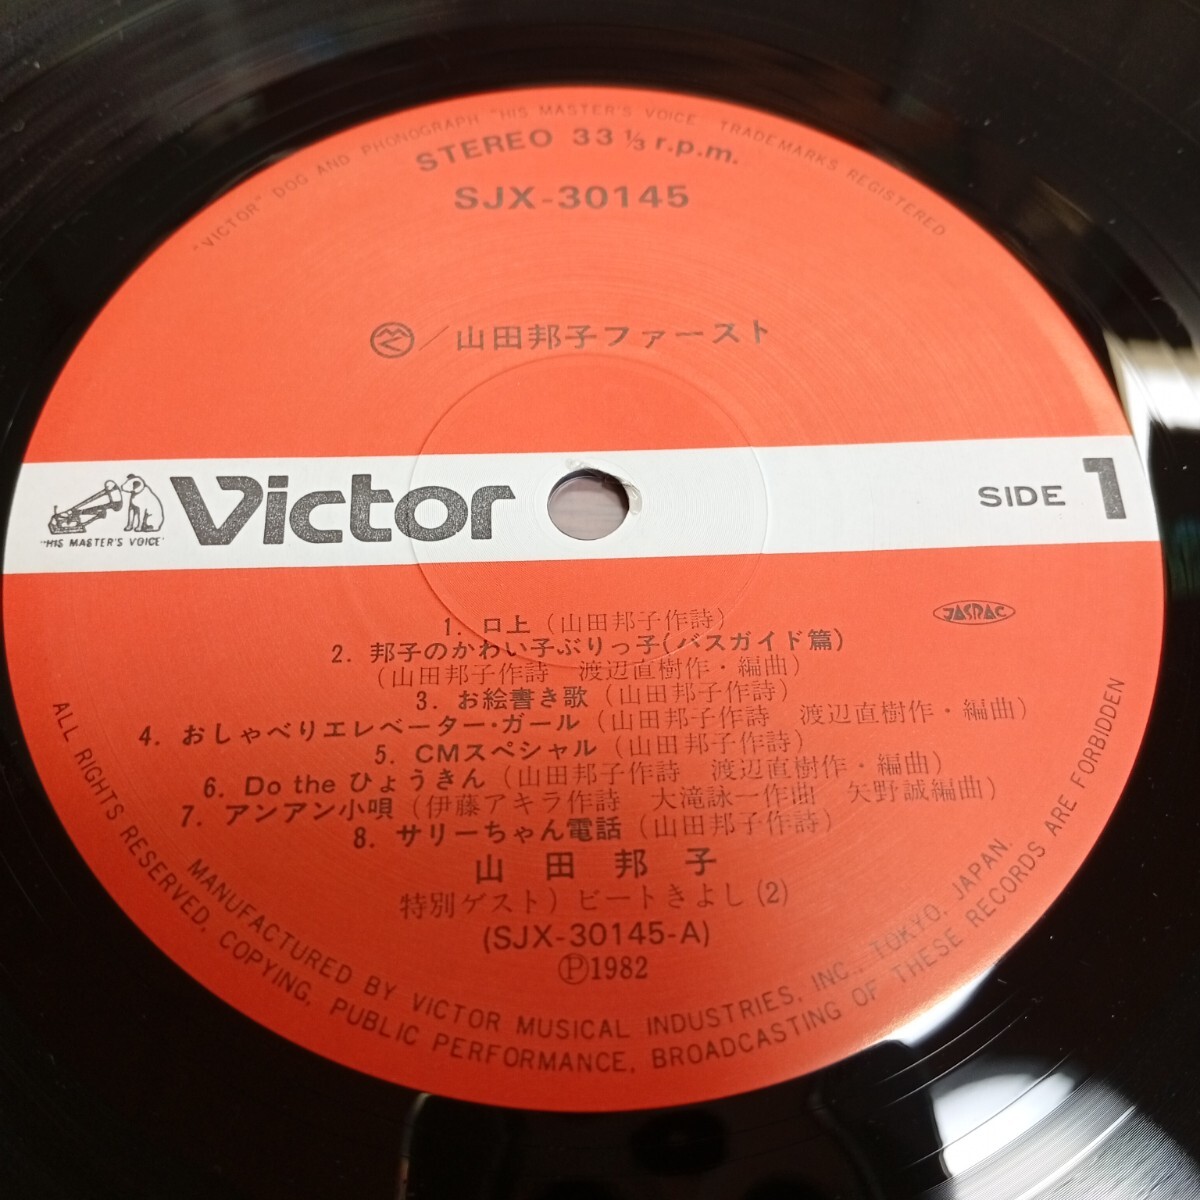 "VICTOR" DOG AND PHONOGRAPH "HIS MASTER'S VOICE" TRADEMARKS REGISTERED
STEREO 33 1/3 r.p.m.
SJX-30145
／山田邦子ファースト
"HIS MASTER'S VOICE"
Victor
SIDE 1
JASRAC
1. 口上 (山田邦子作詩)
2. 邦子のかわい子ぶりっ子(バスガイド篇)
(山田邦子作詩 渡辺直樹作・編曲)
3. お絵書き歌 (山田邦子作詩)
4. おしゃべりエレベーター・ガール (山田邦子作詩 渡辺直樹作・編曲)
5. CMスペシャル (山田邦子作詩)
6. Do the ひょうきん (山田邦子作詩 渡辺直樹作・編曲)
7. アンアン小唄 (伊藤アキラ作詩 大滝詠一作曲 矢野誠編曲)
8. サリーちゃん電話 (山田邦子作詩)
山田邦子
特別ゲスト) ビートきよし(2)
(SJX-30145-A)
Ⓟ1982
MANUFACTURED BY VICTOR MUSICAL INDUSTRIES, INC., TOKYO, JAPAN.
ALL RIGHTS RESERVED, COPYING, PUBLIC PERFORMANCE, BROADCASTING OF THESE RECORDS ARE FORBIDDEN